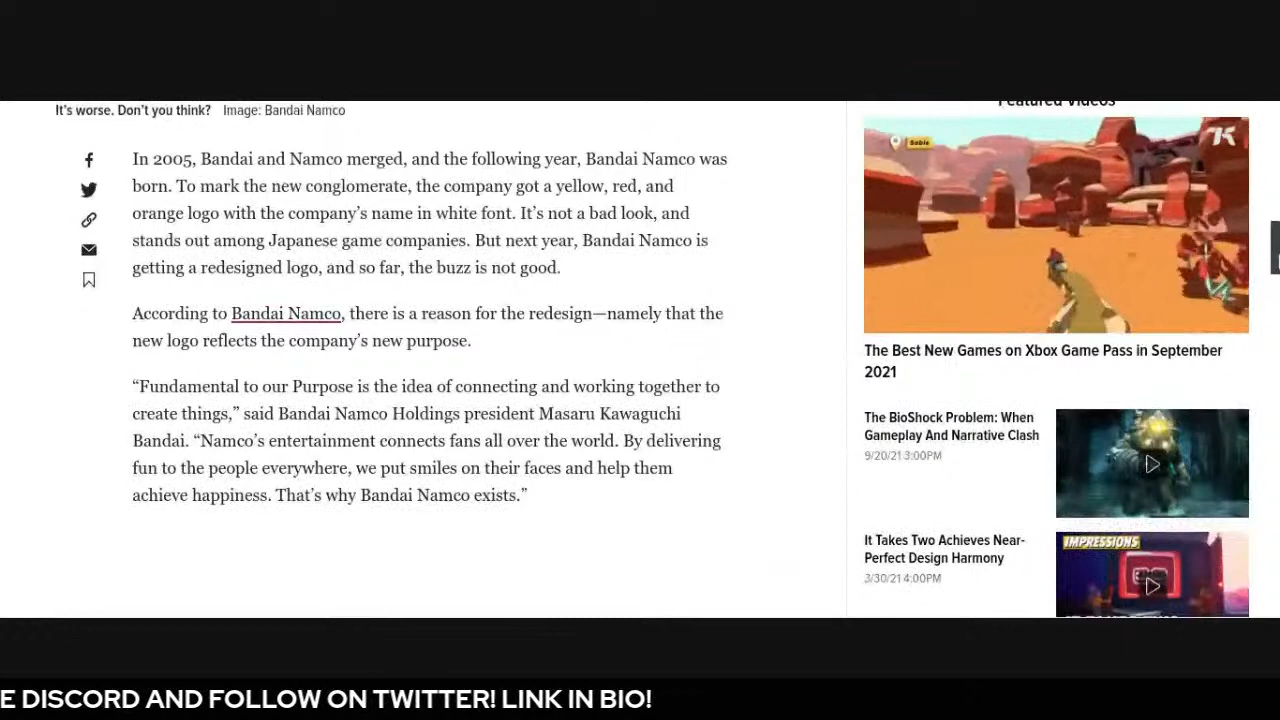 Featured Videos
It's worse. Don't you think? Image: Bandai Namco
In 2005, Bandai and Namco merged, and the following year, Bandai Namco was
born. To mark the new conglomerate, the company got a yellow, red, and
orange logo with the company's name in white font. It's not a bad look, and
stands out among Japanese game companies. But next year, Bandai Namco is
getting a redesigned logo, and so far, the buzz is not good.
According to Bandai Namco, there is a reason for the redesign—namely that the
new logo reflects the company's new purpose.
“Fundamental to our Purpose is the idea of connecting and working together to
create things,” said Bandai Namco Holdings president Masaru Kawaguchi
Bandai. “Namco's entertainment connects fans all over the world. By delivering
fun to the people everywhere, we put smiles on their faces and help them
achieve happiness. That's why Bandai Namco exists.”
Sable
The Best New Games on Xbox Game Pass in September
2021
The BioShock Problem: When
Gameplay And Narrative Clash
9/20/21 3:00PM
It Takes Two Achieves Near-
Perfect Design Harmony
3/30/21 4:00PM
IMPRESSIONS
E DISCORD AND FOLLOW ON TWITTER! LINK IN BIO!